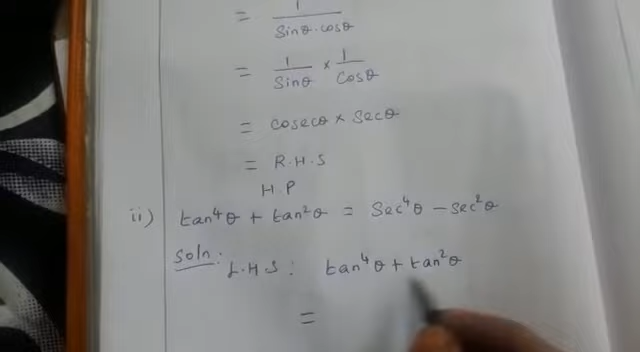 = 1/(Sinθ.cosθ)
= 1/Sinθ × 1/Cosθ
= cosecθ × Secθ
= R.H.S
H.P
ii) tan⁴θ + tan²θ = Sec⁴θ - sec²θ
Soln: L.H.S : tan⁴θ + tan²θ
=